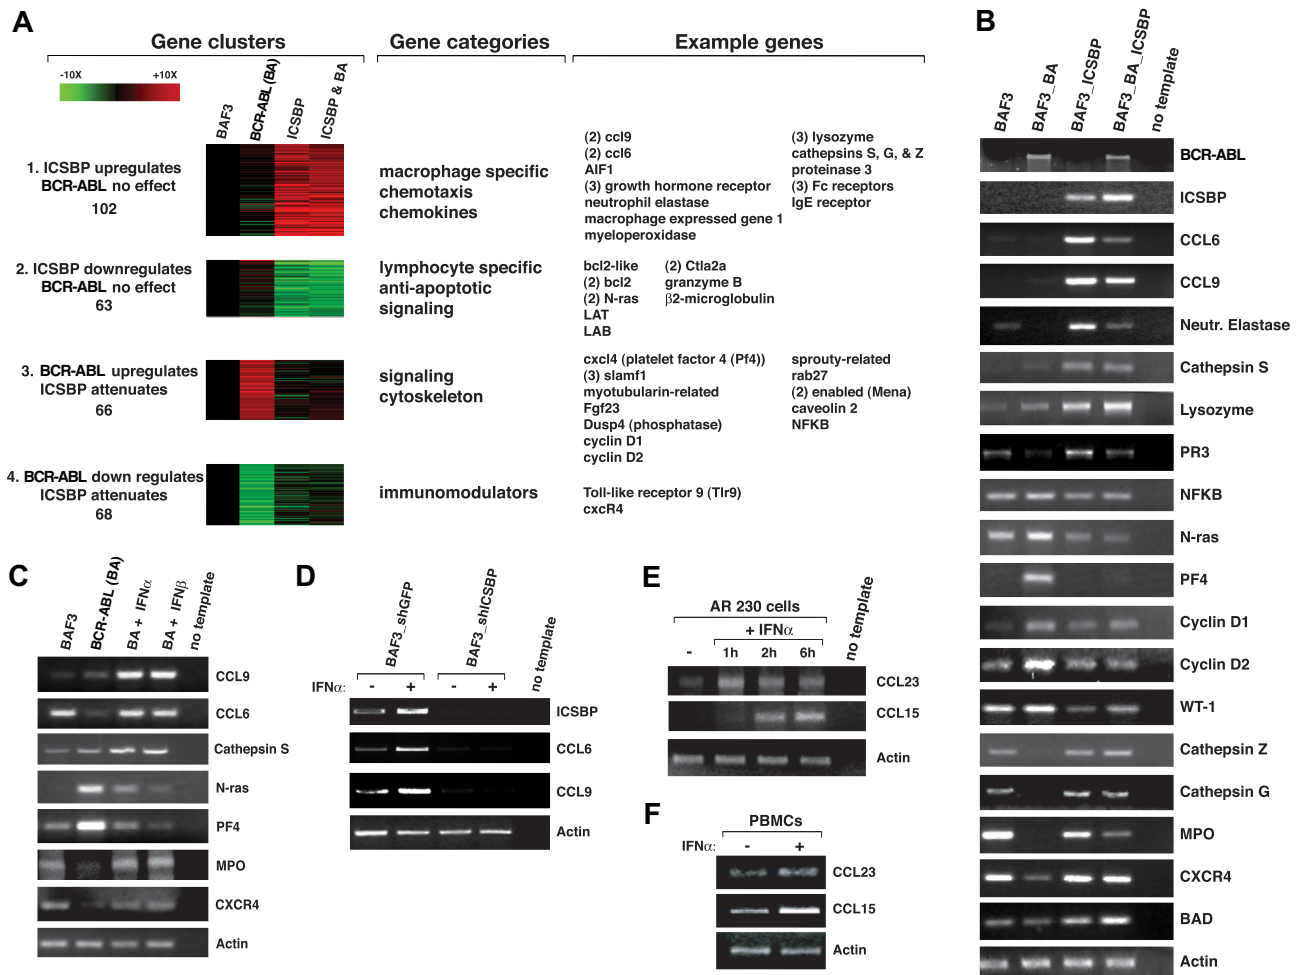 A
Gene clusters
Gene categories
Example genes
-10X
+10X
BAF3
BCR-ABL (BA)
ICSBP
ICSBP & BA
1. ICSBP upregulates
BCR-ABL no effect
102
macrophage specific
chemotaxis
chemokines
(2) ccl9
(2) ccl6
AIF1
(3) growth hormone receptor
neutrophil elastase
macrophage expressed gene 1
myeloperoxidase
(3) lysozyme
cathepsins S, G, & Z
proteinase 3
(3) Fc receptors
IgE receptor
2. ICSBP downregulates
BCR-ABL no effect
63
lymphocyte specific
anti-apoptotic
signaling
bcl2-like
(2) bcl2
(2) N-ras
LAT
LAB
(2) Ctla2a
granzyme B
β2-microglobulin
3. BCR-ABL upregulates
ICSBP attenuates
66
signaling
cytoskeleton
cxcl4 (platelet factor 4 (Pf4))
(3) slamf1
myotubularin-related
Fgf23
Dusp4 (phosphatase)
cyclin D1
cyclin D2
sprouty-related
rab27
(2) enabled (Mena)
caveolin 2
NFKB
4. BCR-ABL down regulates
ICSBP attenuates
68
immunomodulators
Toll-like receptor 9 (Tlr9)
cxcR4
B
BAF3
BAF3_BA
BAF3_ICSBP
BAF3_BA_ICSBP
no template
BCR-ABL
ICSBP
CCL6
CCL9
Neutr. Elastase
Cathepsin S
Lysozyme
PR3
NFKB
N-ras
PF4
Cyclin D1
Cyclin D2
WT-1
Cathepsin Z
Cathepsin G
MPO
CXCR4
BAD
Actin
C
BAF3
BCR-ABL (BA)
BA + IFNα
BA + IFNβ
no template
CCL9
CCL6
Cathepsin S
N-ras
PF4
MPO
CXCR4
Actin
D
BAF3_shGFP
BAF3_shICSBP
no template
IFNα: - + - +
ICSBP
CCL6
CCL9
Actin
E
AR 230 cells
+ IFNα
- 1h 2h 6h
no template
CCL23
CCL15
Actin
F
PBMCs
IFNα: - +
CCL23
CCL15
Actin